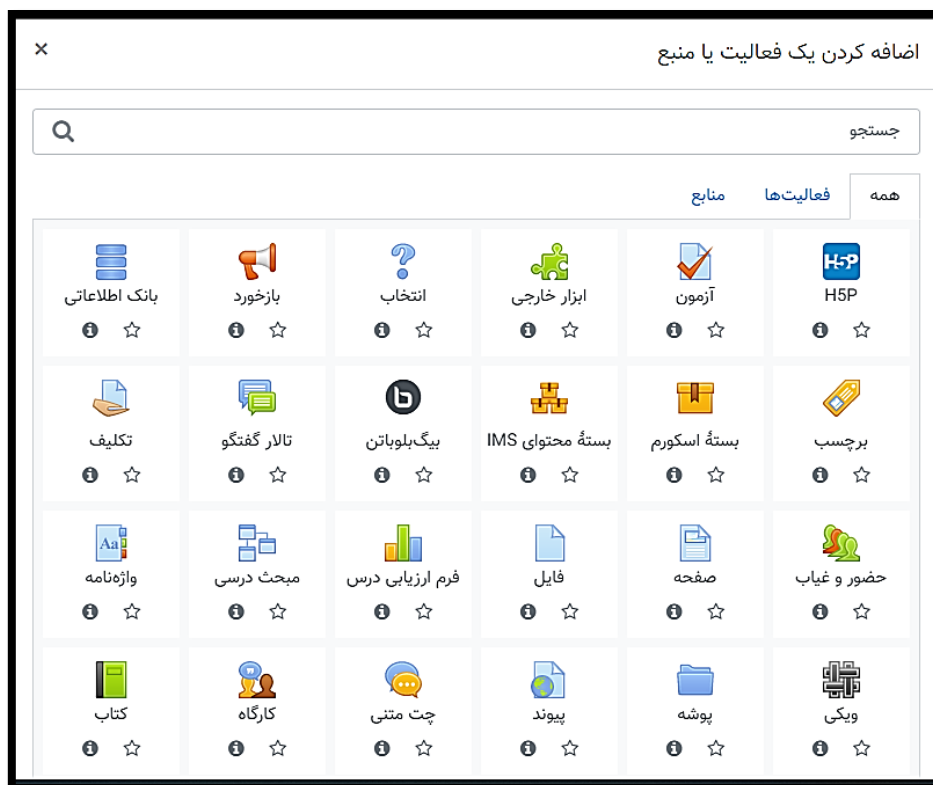 اضافه کردن یک فعالیت یا منبع
جستجو
همه فعالیت‌ها منابع
H5P آزمون ابزار خارجی انتخاب بازخورد بانک اطلاعاتی
برچسب بستهٔ اسکورم بستهٔ محتوای IMS بیگ‌بلوباتن تالار گفتگو تکلیف
حضور و غیاب صفحه فایل فرم ارزیابی درس مبحث درسی واژه‌نامه
ویکی پوشه پیوند چت متنی کارگاه کتاب